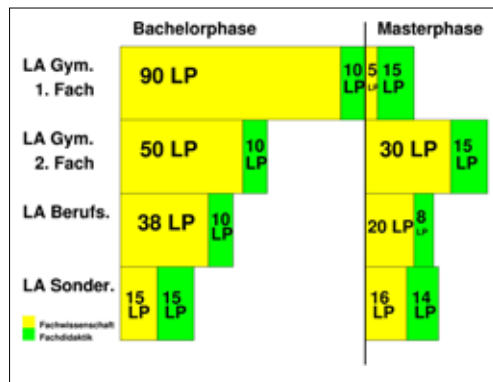 Bachelorphase Masterphase
LA Gym.
1. Fach
90 LP
10
LP
5
LP
15
LP
LA Gym.
2. Fach
50 LP
10
LP
30 LP
15
LP
LA Berufs.
38 LP
10
LP
20 LP
8
LP
LA Sonder.
15
LP
15
LP
16
LP
14
LP
Fachwissenschaft
Fachdidaktik